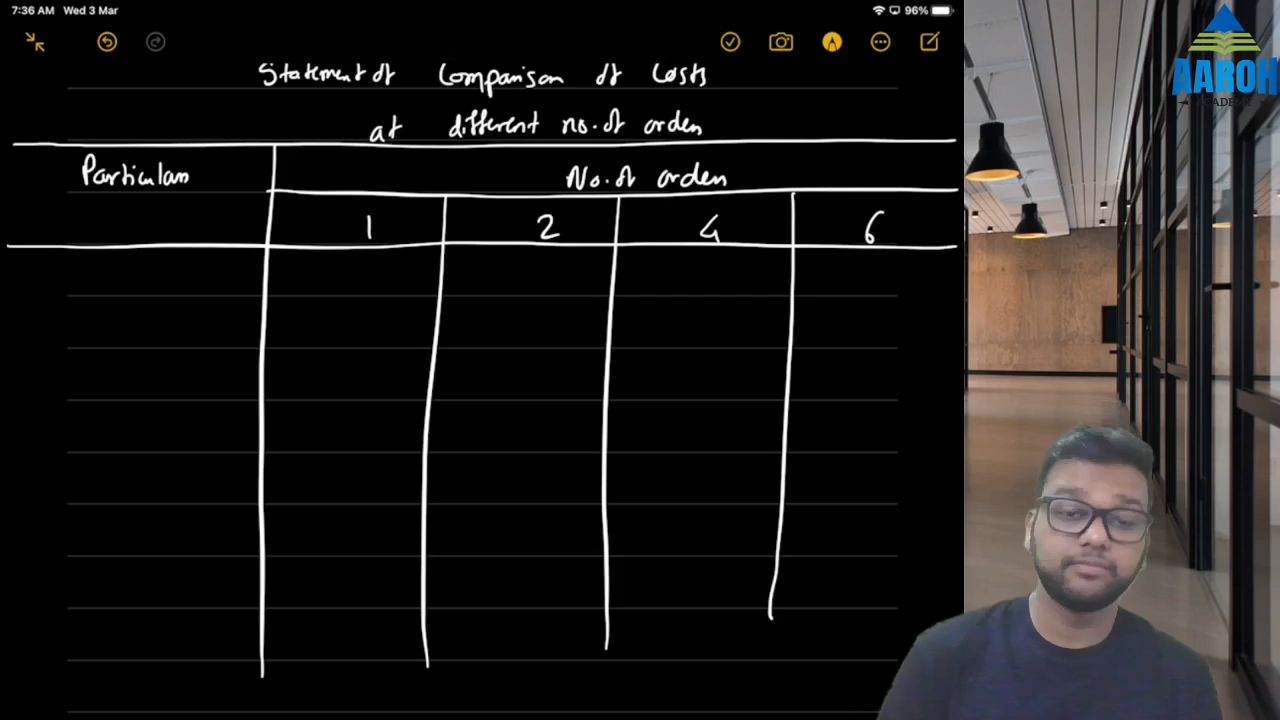 7:36 AM Wed 3 Mar
96%
Statement of Comparison of Costs
at different no. of orders
Particulars
No. of orders
1 2 4 6
AAROH
ACADEMY